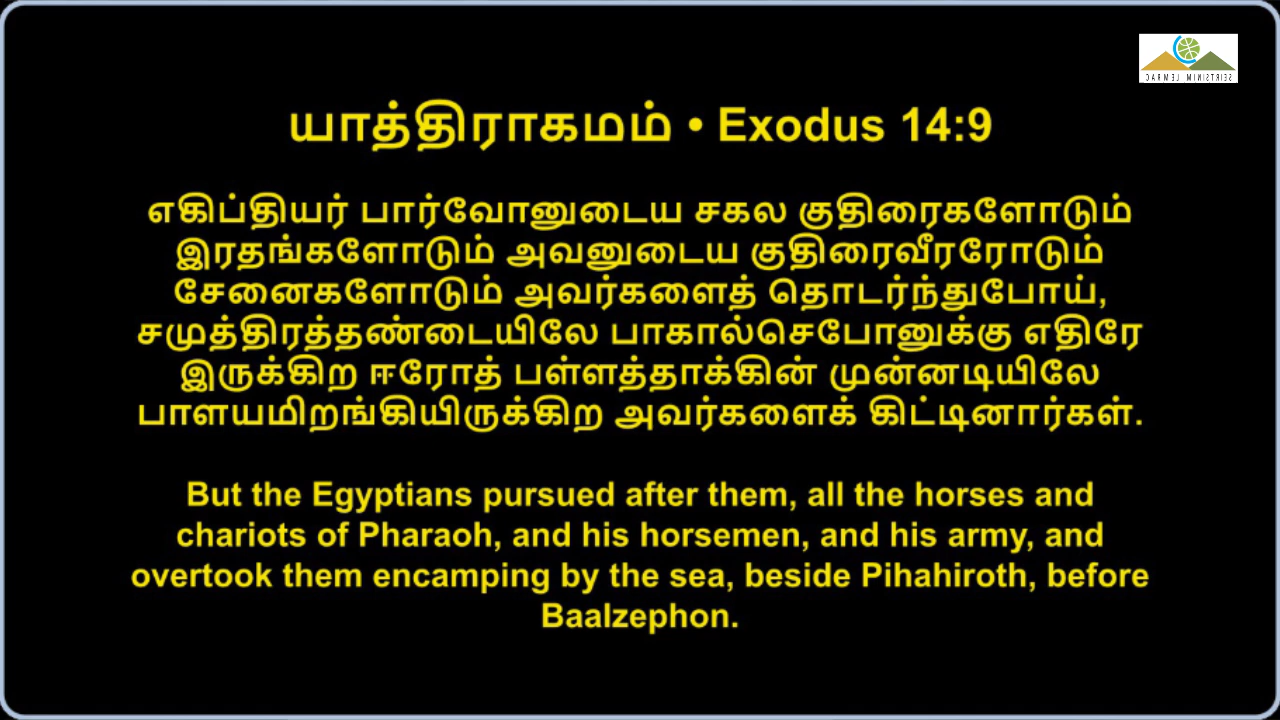 CARMEL MINISTRIES
யாத்திராகமம் • Exodus 14:9
எகிப்தியர் பார்வோனுடைய சகல குதிரைகளோடும்
இரதங்களோடும் அவனுடைய குதிரைவீரரோடும்
சேனைகளோடும் அவர்களைத் தொடர்ந்துபோய்,
சமுத்திரத்தண்டையிலே பாகால்செபோனுக்கு எதிரே
இருக்கிற ஈரோத் பள்ளத்தாக்கின் முன்னடியிலே
பாளயமிறங்கியிருக்கிற அவர்களைக் கிட்டினார்கள்.
But the Egyptians pursued after them, all the horses and
chariots of Pharaoh, and his horsemen, and his army, and
overtook them encamping by the sea, beside Pihahiroth, before
Baalzephon.